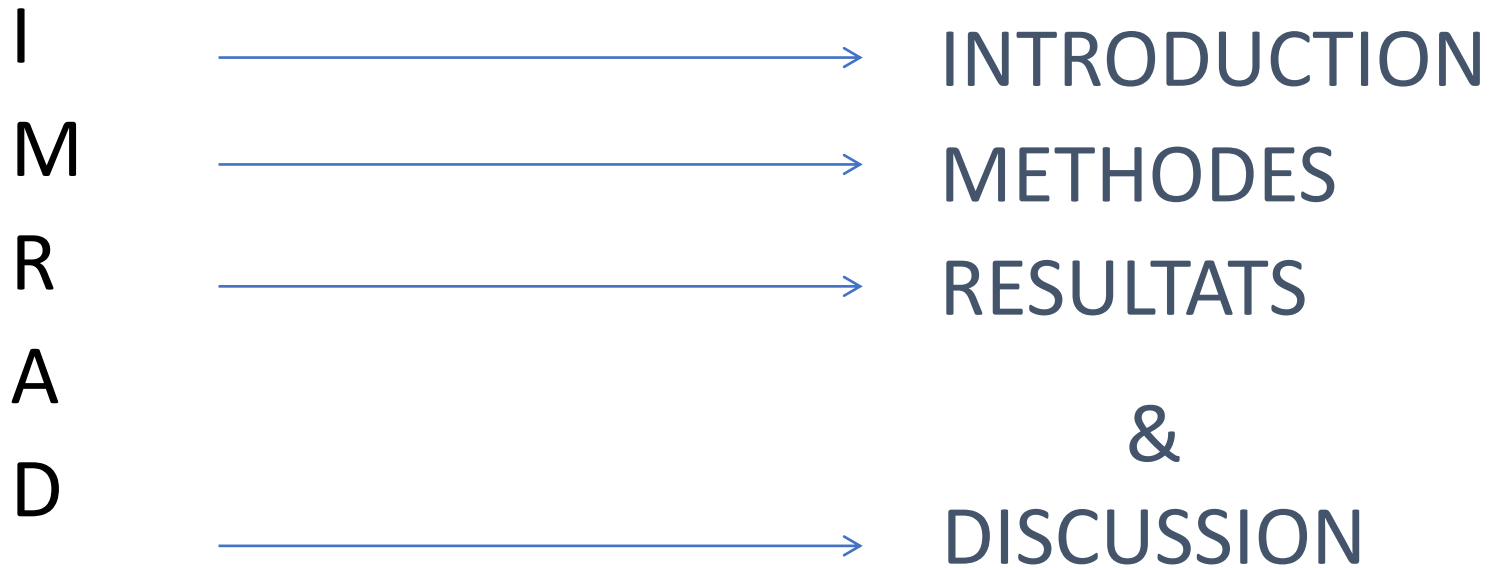 I
INTRODUCTION
M
METHODES
R
RESULTATS
A
&
D
DISCUSSION